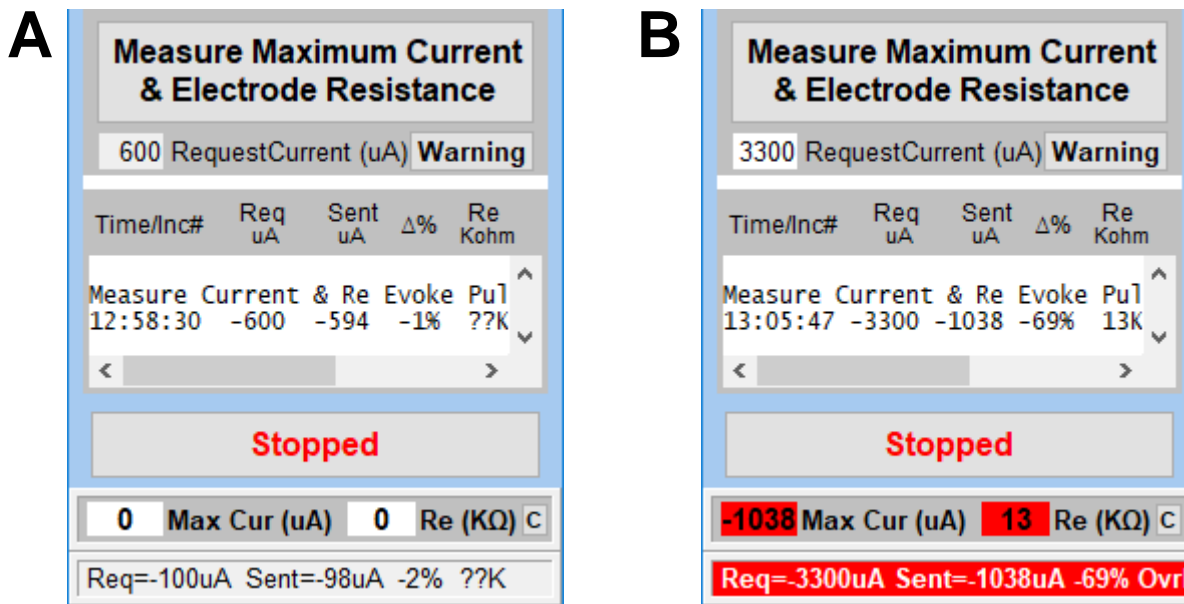 A
Measure Maximum Current
& Electrode Resistance
600 RequestCurrent (uA) Warning
Time/Inc# Req uA Sent uA Δ% Re Kohm
Measure Current & Re Evoke Pul
12:58:30 -600 -594 -1% ??K
Stopped
0 Max Cur (uA) 0 Re (KΩ) C
Req=-100uA Sent=-98uA -2% ??K
B
Measure Maximum Current
& Electrode Resistance
3300 RequestCurrent (uA) Warning
Time/Inc# Req uA Sent uA Δ% Re Kohm
Measure Current & Re Evoke Pul
13:05:47 -3300 -1038 -69% 13K
Stopped
-1038 Max Cur (uA) 13 Re (KΩ) C
Req=-3300uA Sent=-1038uA -69% Ovr